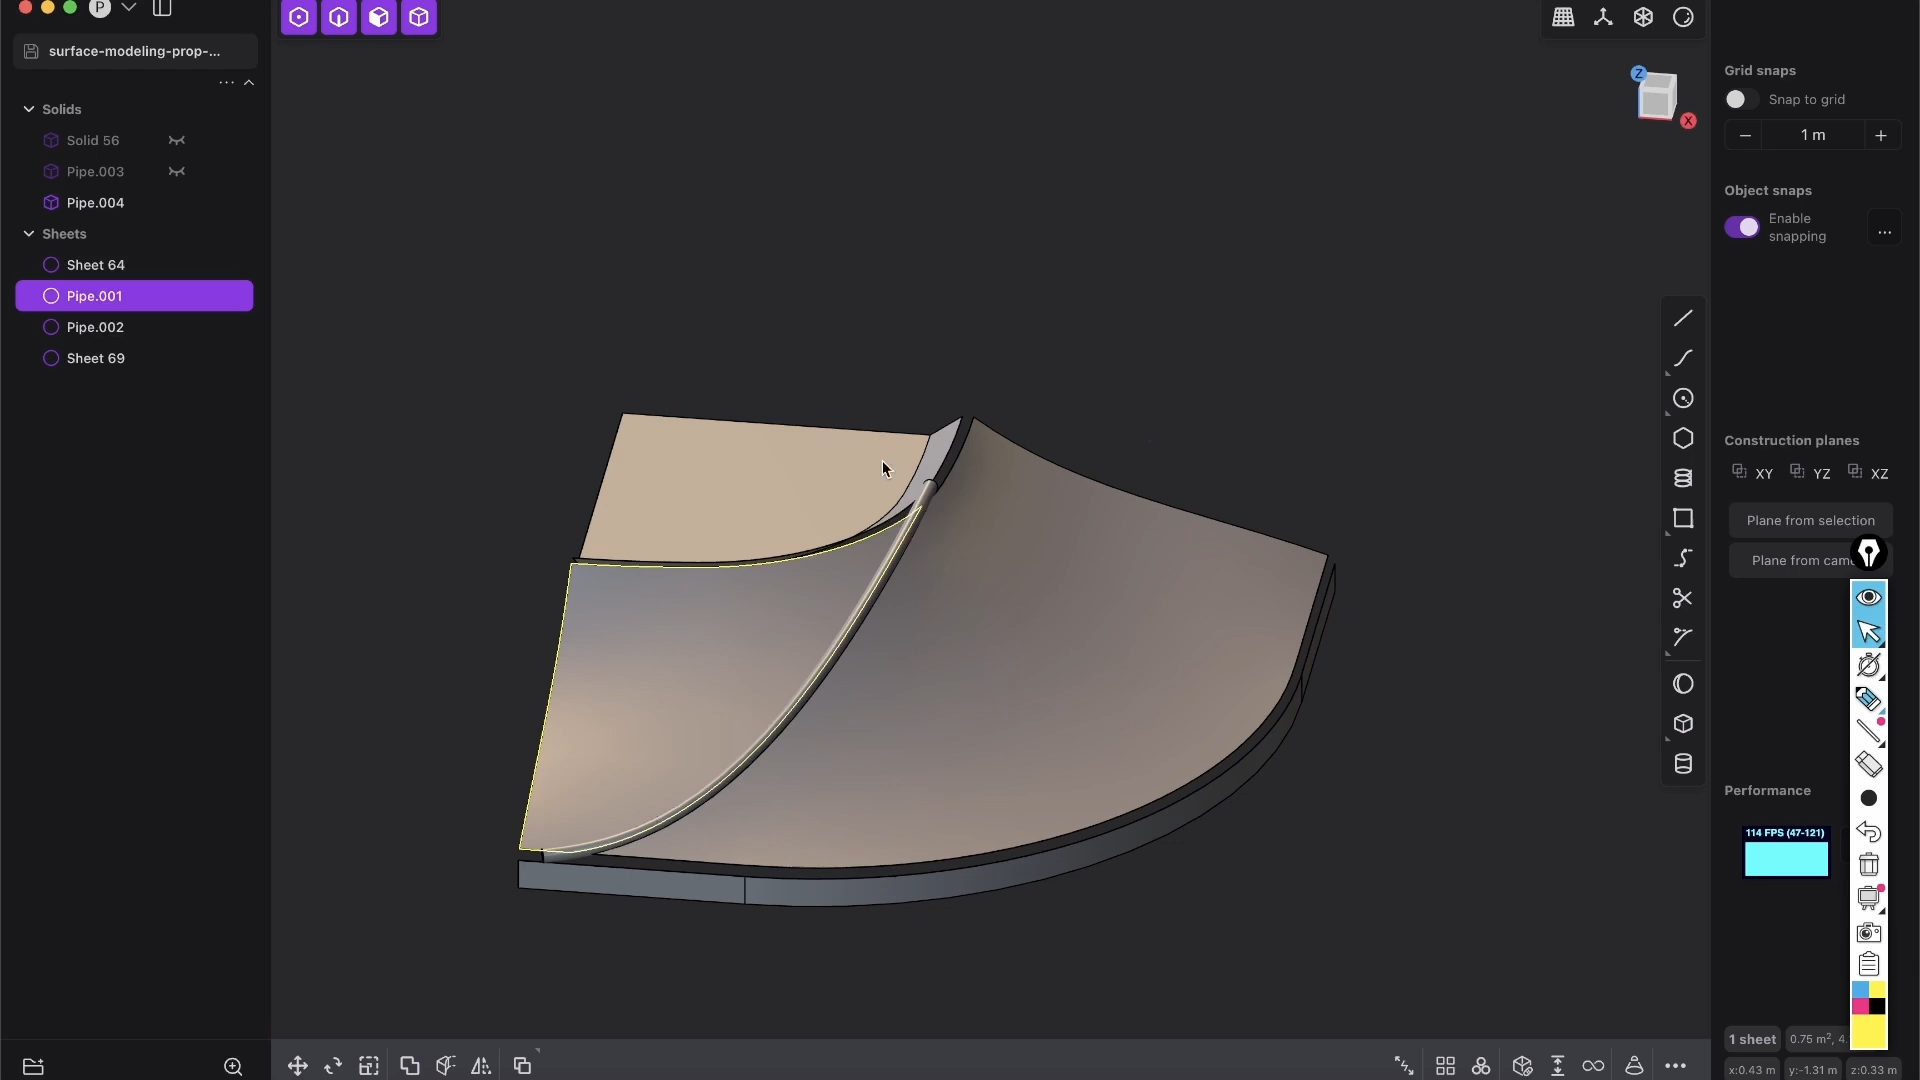 P
surface-modeling-prop-...
Solids
Solid 56
Pipe.003
Pipe.004
Sheets
Sheet 64
Pipe.001
Pipe.002
Sheet 69
Z
X
Grid snaps
Snap to grid
1 m
Object snaps
Enable
snapping
...
Construction planes
XY YZ XZ
Plane from selection
Plane from came
Performance
114 FPS (47-121)
1 sheet 0.75 m², 4.
x:0.43 m y:-1.31 m z:0.33 m